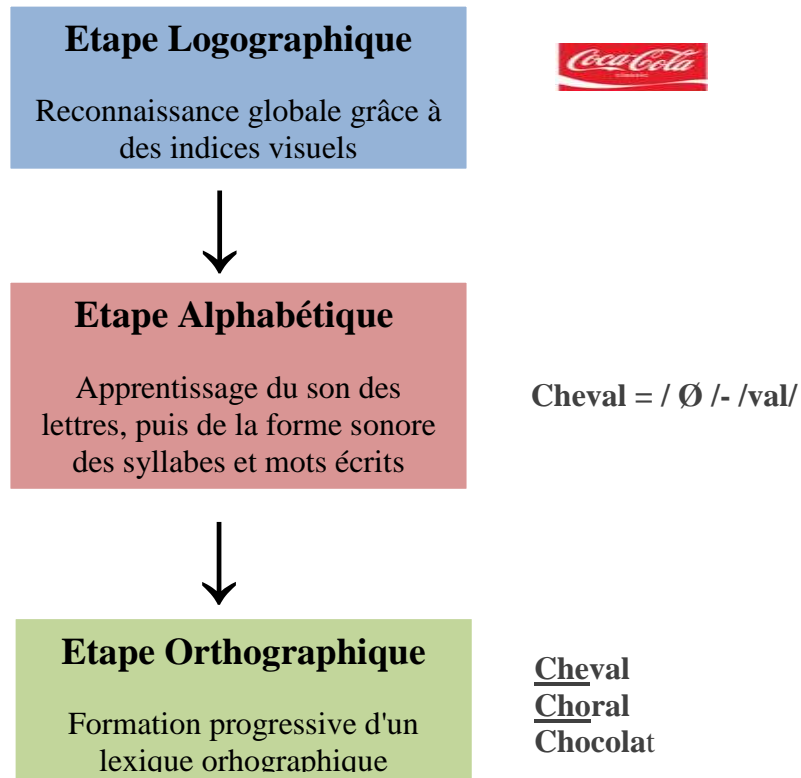 Etape Logographique
Reconnaissance globale grâce à
des indices visuels
Coca-Cola
Etape Alphabétique
Apprentissage du son des
lettres, puis de la forme sonore
des syllabes et mots écrits
Cheval = / Ø /- /val/
Etape Orthographique
Formation progressive d'un
lexique orhographique
Cheval
Choral
Chocolat